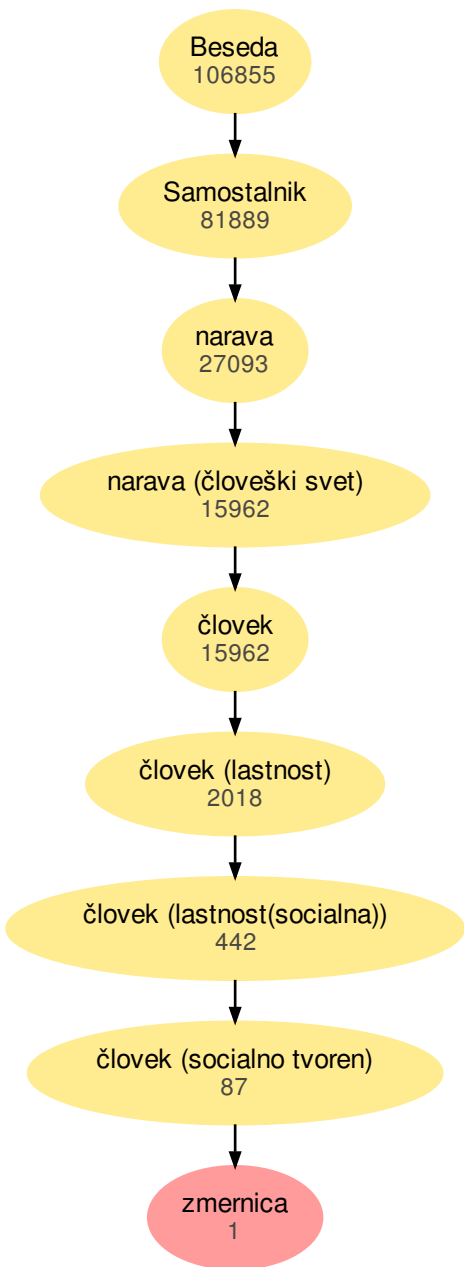 Beseda
106855
Samostalnik
81889
narava
27093
narava (človeški svet)
15962
človek
15962
človek (lastnost)
2018
človek (lastnost(socialna))
442
človek (socialno tvoren)
87
zmernica
1